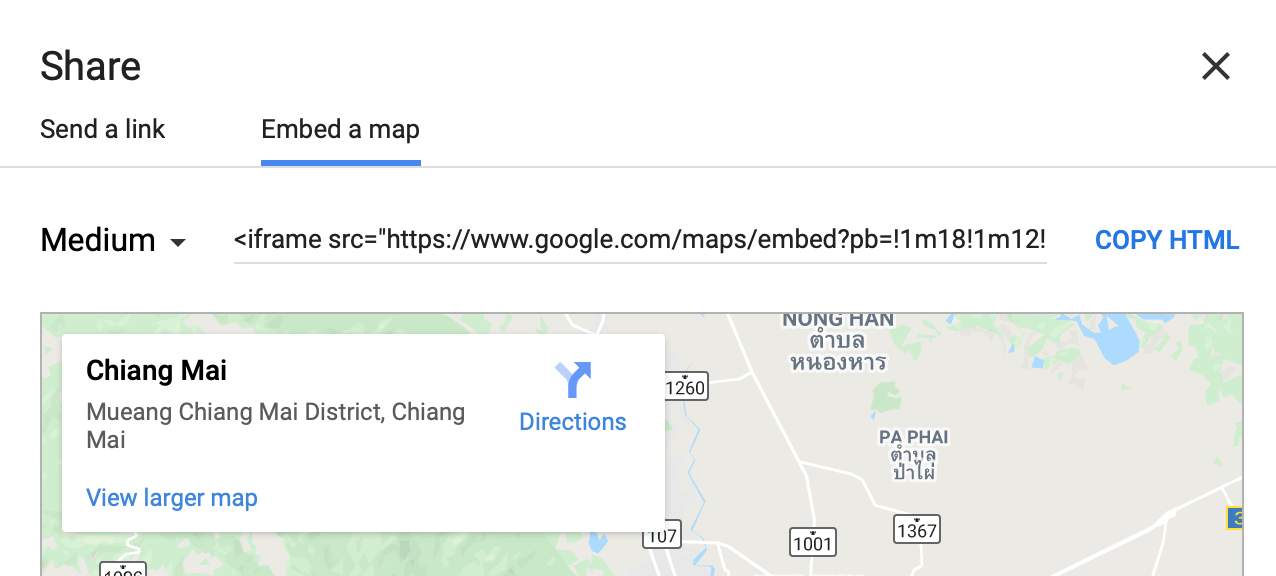 Share
Send a link
Embed a map
Medium
<iframe src="https://www.google.com/maps/embed?pb=!1m18!1m12!
COPY HTML
Chiang Mai
Mueang Chiang Mai District, Chiang
Mai
Directions
View larger map
NONG HAN
ตำบล
หนองหาร
1260
PA PHAI
ตำบล
ป่าไผ่
107
1001
1367
3
1096